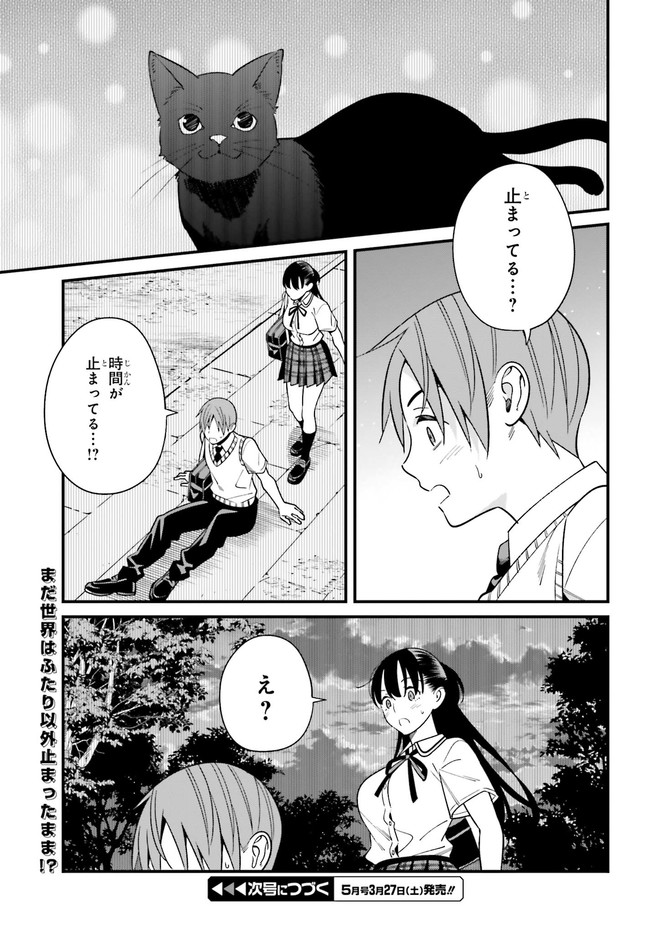 止まってる…？
時間が
止まってる…!?
え？
まだ世界はふたり以外止まったまま!?
次号につづく
5月号3月27日(土)発売!!